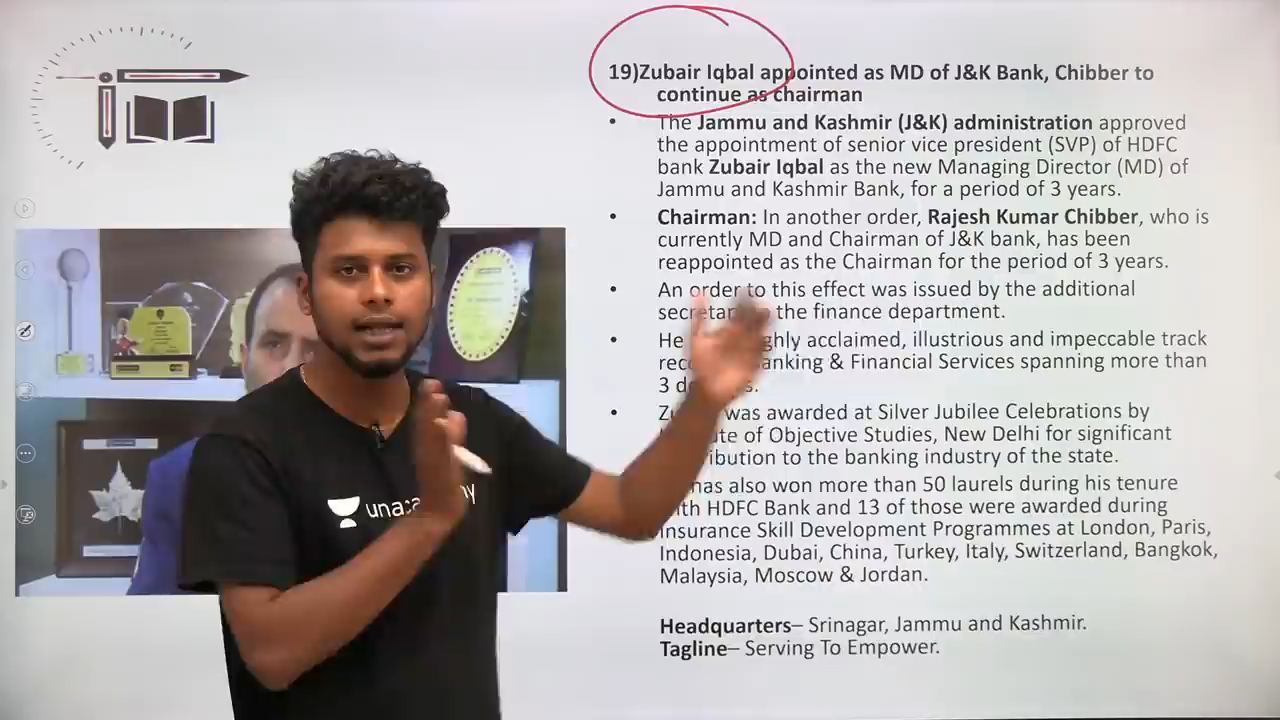 19)Zubair Iqbal appointed as MD of J&K Bank, Chibber to
continue as chairman
• The Jammu and Kashmir (J&K) administration approved
the appointment of senior vice president (SVP) of HDFC
bank Zubair Iqbal as the new Managing Director (MD) of
Jammu and Kashmir Bank, for a period of 3 years.
• Chairman: In another order, Rajesh Kumar Chibber, who is
currently MD and Chairman of J&K bank, has been
reappointed as the Chairman for the period of 3 years.
• An order to this effect was issued by the additional
the finance department.
• He acclaimed, illustrious and impeccable track
& Financial Services spanning more than
3
• was awarded at Silver Jubilee Celebrations by
of Objective Studies, New Delhi for significant
to the banking industry of the state.
has also won more than 50 laurels during his tenure
HDFC Bank and 13 of those were awarded during
Insurance Skill Development Programmes at London, Paris,
Indonesia, Dubai, China, Turkey, Italy, Switzerland, Bangkok,
Malaysia, Moscow & Jordan.
Headquarters– Srinagar, Jammu and Kashmir.
Tagline– Serving To Empower.